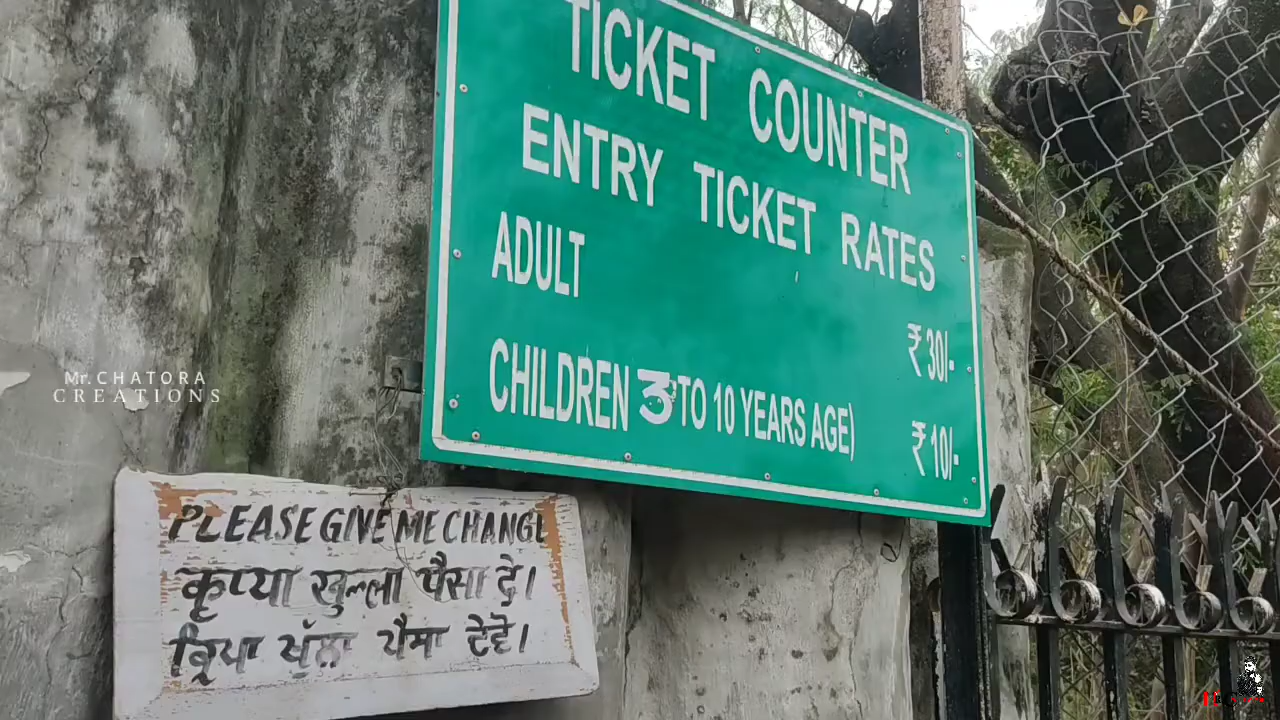 TICKET COUNTER
ENTRY TICKET RATES
ADULT
₹ 30/-
CHILDREN 3 TO 10 YEARS AGE)
₹ 10/-
Mr. CHATORA
CREATIONS
PLEASE GIVE ME CHANGE
कृप्या खुल्ला पैसा दे।
ਕ੍ਰਿਪਾ ਖੁੱਲਾ ਪੈਸਾ ਦੇਵੋ।